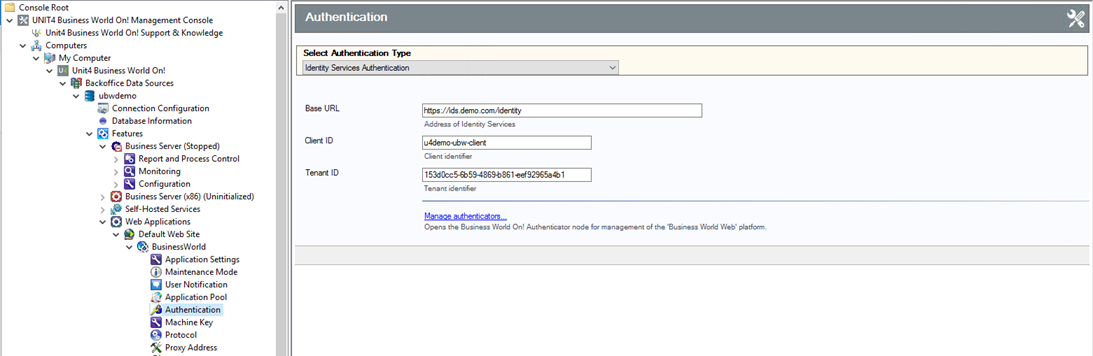 Console Root
UNIT4 Business World On! Management Console
Unit4 Business World On! Support & Knowledge
Computers
My Computer
Unit4 Business World On!
Backoffice Data Sources
ubwdemo
Connection Configuration
Database Information
Features
Business Server (Stopped)
Report and Process Control
Monitoring
Configuration
Business Server (x86) (Uninitialized)
Self-Hosted Services
Web Applications
Default Web Site
BusinessWorld
Application Settings
Maintenance Mode
User Notification
Application Pool
Authentication
Machine Key
Protocol
Proxy Address
Authentication
Select Authentication Type
Identity Services Authentication
Base URL
https://ids.demo.com/identity
Address of Identity Services
Client ID
u4demo-ubw-client
Client identifier
Tenant ID
153d0cc5-6b59-4869-b861-eef92965a4b1
Tenant identifier
Manage authenticators...
Opens the Business World On! Authenticator node for management of the 'Business World Web' platform.